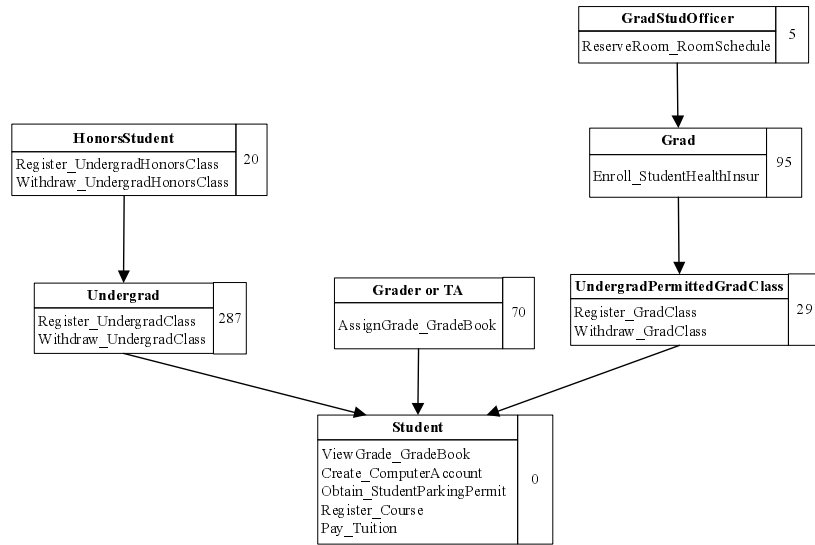 GradStudOfficer
ReserveRoom_RoomSchedule
5
HonorsStudent
Register_UndergradHonorsClass
Withdraw_UndergradHonorsClass
20
Grad
Enroll_StudentHealthInsur
95
Undergrad
Register_UndergradClass
Withdraw_UndergradClass
287
Grader or TA
AssignGrade_GradeBook
70
UndergradPermittedGradClass
Register_GradClass
Withdraw_GradClass
29
Student
ViewGrade_GradeBook
Create_ComputerAccount
Obtain_StudentParkingPermit
Register_Course
Pay_Tuition
0